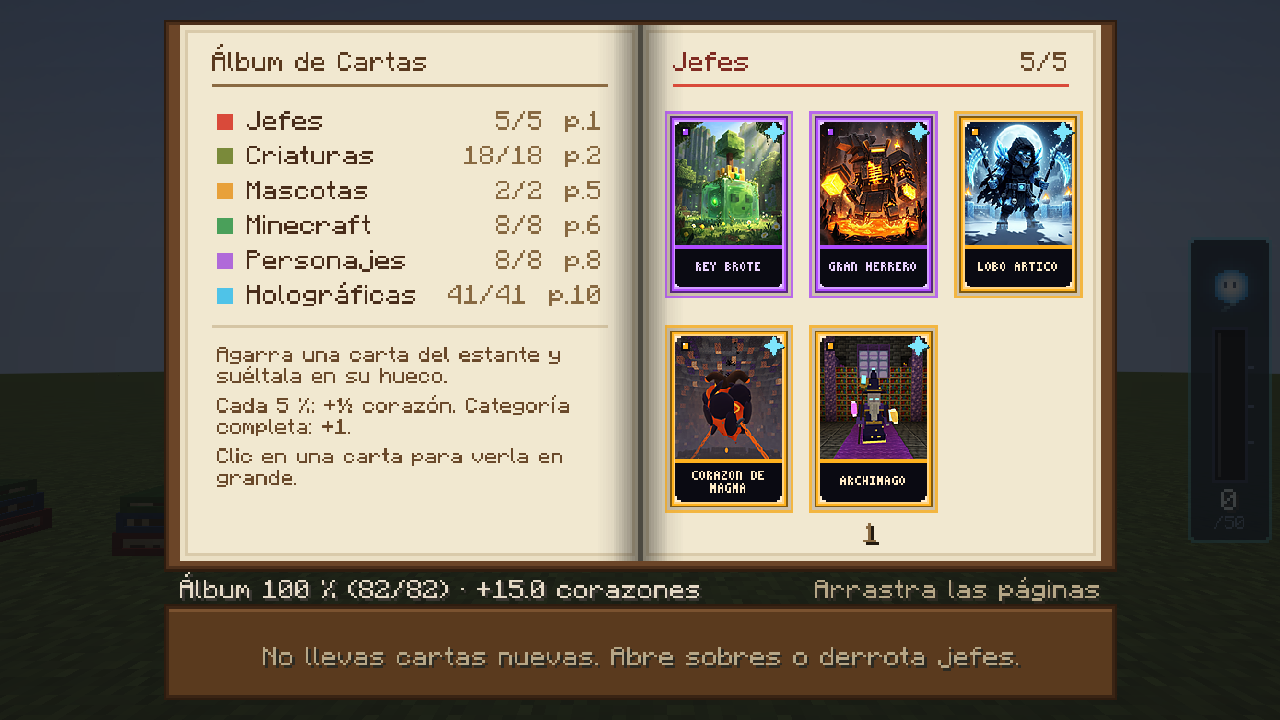 Álbum de Cartas
Jefes 5/5 p.1
Criaturas 18/18 p.2
Mascotas 2/2 p.5
Minecraft 8/8 p.6
Personajes 8/8 p.8
Holográficas 41/41 p.10
Agarra una carta del estante y
suéltala en su hueco.
Cada 5 %: +½ corazón. Categoría
completa: +1.
Clic en una carta para verla en
grande.
Jefes 5/5
REY BROTE
GRAN HERRERO
LOBO ARTICO
CORAZON DE
MAGMA
ARCHIMAGO
1
Álbum 100 % (82/82) · +15.0 corazones
Arrastra las páginas
No llevas cartas nuevas. Abre sobres o derrota jefes.
0
/50